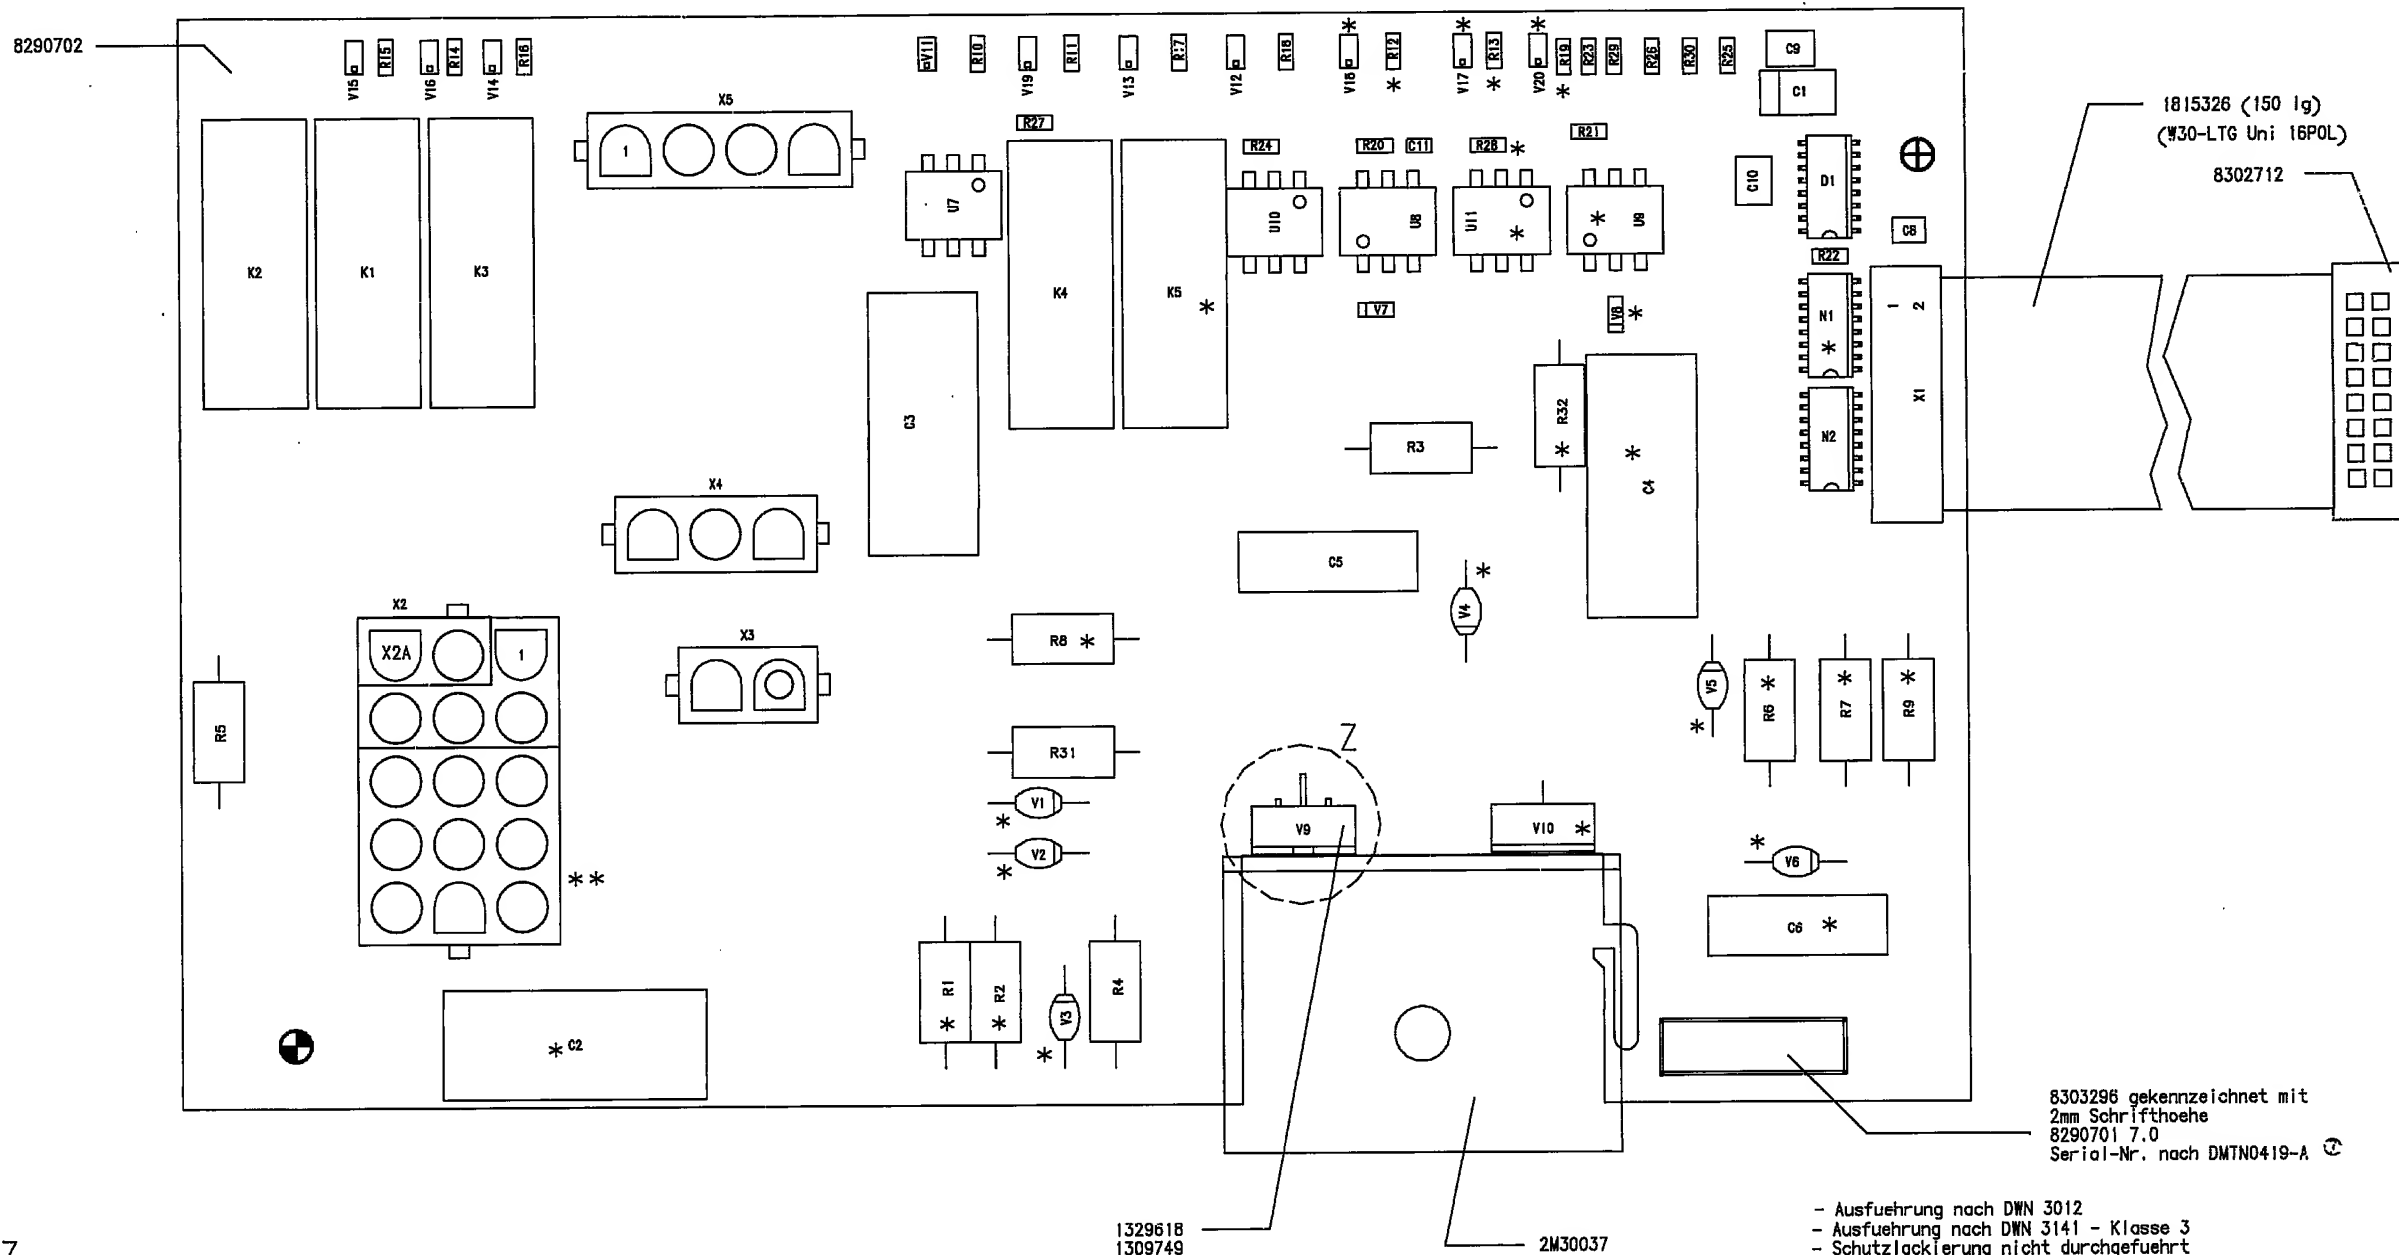 8290702
V15 R15 V16 R14 V14 R16
V11 R10 V19 R11 V13 R17 V12 R18 * V18 R12 * * V17 R13 * * V20 R19 * R23 R29 R26 R30 R25 C9
C1
X5
1
R27
R24 R20 C11 R28 * R21
1815326 (150 lg)
(W30-LTG Uni 16POL)
8302712
K2 K1 K3
U7 U10 U8 U11 * U9 * C10 D1
C8
R22
K4 K5 *
V7 V8 *
N1 *
1 2
X1
N2
C3
R3 R32 * C4 *
X4
C5
V4 *
X2
X2A 1
X3
R8 *
V5 * R6 * R7 * R9 *
R5
R31
Z
V1 *
V2 *
V9 V10 *
V6 *
**
C6 *
R1 * R2 * V3 * R4
* C2
8303296 gekennzeichnet mit
2mm Schrifthoehe
8290701 7.0
Serial-Nr. nach DMTN0419-A
1329618
1309749
2M30037
- Ausfuehrung nach DWN 3012
- Ausfuehrung nach DWN 3141 - Klasse 3
- Schutzlackierung nicht durchgefuehrt
7